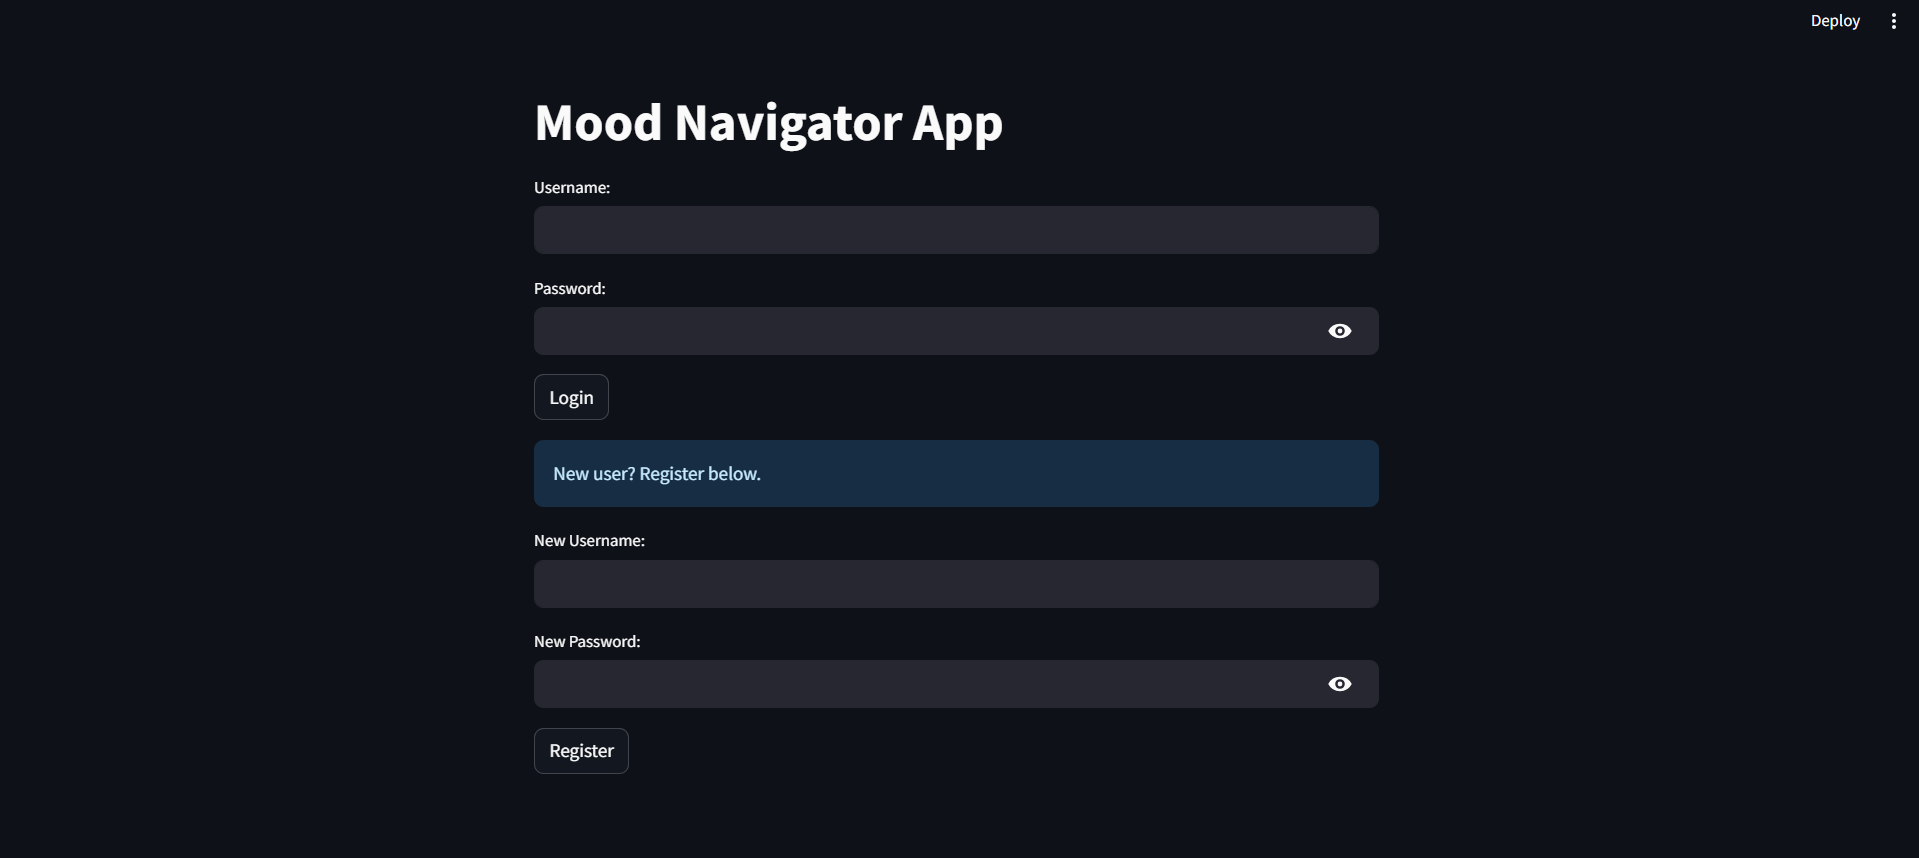 Deploy
Mood Navigator App
Username:
Password:
Login
New user? Register below.
New Username:
New Password:
Register